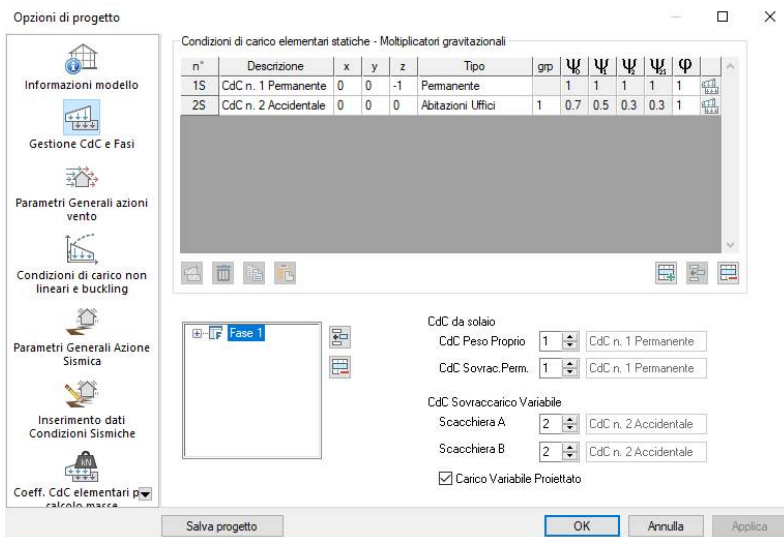 Opzioni di progetto
Informazioni modello
Gestione CdC e Fasi
Parametri Generali azioni
vento
Condizioni di carico non
lineari e buckling
Parametri Generali Azione
Sismica
Inserimento dati
Condizioni Sismiche
kN
Coeff. CdC elementari p
calcolo masse
Condizioni di carico elementari statiche - Moltiplicatori gravitazionali
n° Descrizione x y z Tipo grp Ψ0 Ψ1 Ψ2 Ψ2S φ
1S CdC n. 1 Permanente 0 0 -1 Permanente 1 1 1 1 1
2S CdC n. 2 Accidentale 0 0 0 Abitazioni Uffici 1 0.7 0.5 0.3 0.3 1
F Fase 1
CdC da solaio
CdC Peso Proprio 1 CdC n. 1 Permanente
CdC Sovrac.Perm. 1 CdC n. 1 Permanente
CdC Sovraccarico Variabile
Scacchiera A 2 CdC n. 2 Accidentale
Scacchiera B 2 CdC n. 2 Accidentale
Carico Variabile Proiettato
Salva progetto OK Annulla Applica